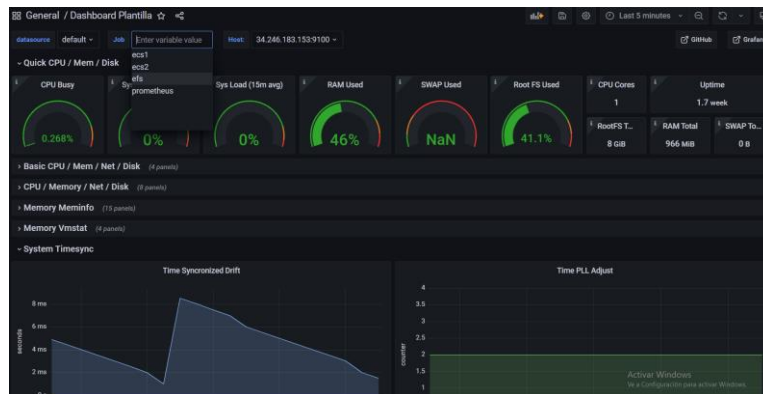 General / Dashboard Plantilla
Last 5 minutes
datasource default Job Enter variable value Host: 34.246.183.153:9100
GitHub Grafan
ecs1
ecs2
efs
prometheus
Quick CPU / Mem / Disk
CPU Busy
0.268%
Sy
0%
Sys Load (15m avg)
0%
RAM Used
46%
SWAP Used
NaN
Root FS Used
41.1%
CPU Cores
1
Uptime
1.7 week
RootFS T...
8 GiB
RAM Total
966 MiB
SWAP To...
0 B
Basic CPU / Mem / Net / Disk (4 panels)
CPU / Memory / Net / Disk (8 panels)
Memory Meminfo (15 panels)
Memory Vmstat (4 panels)
System Timesync
Time Syncronized Drift
seconds
8 ms
6 ms
4 ms
2 ms
Time PLL Adjust
counter
4
3.5
3
2.5
2
1.5
1
Activar Windows
Ve a Configuración para activar Windows.